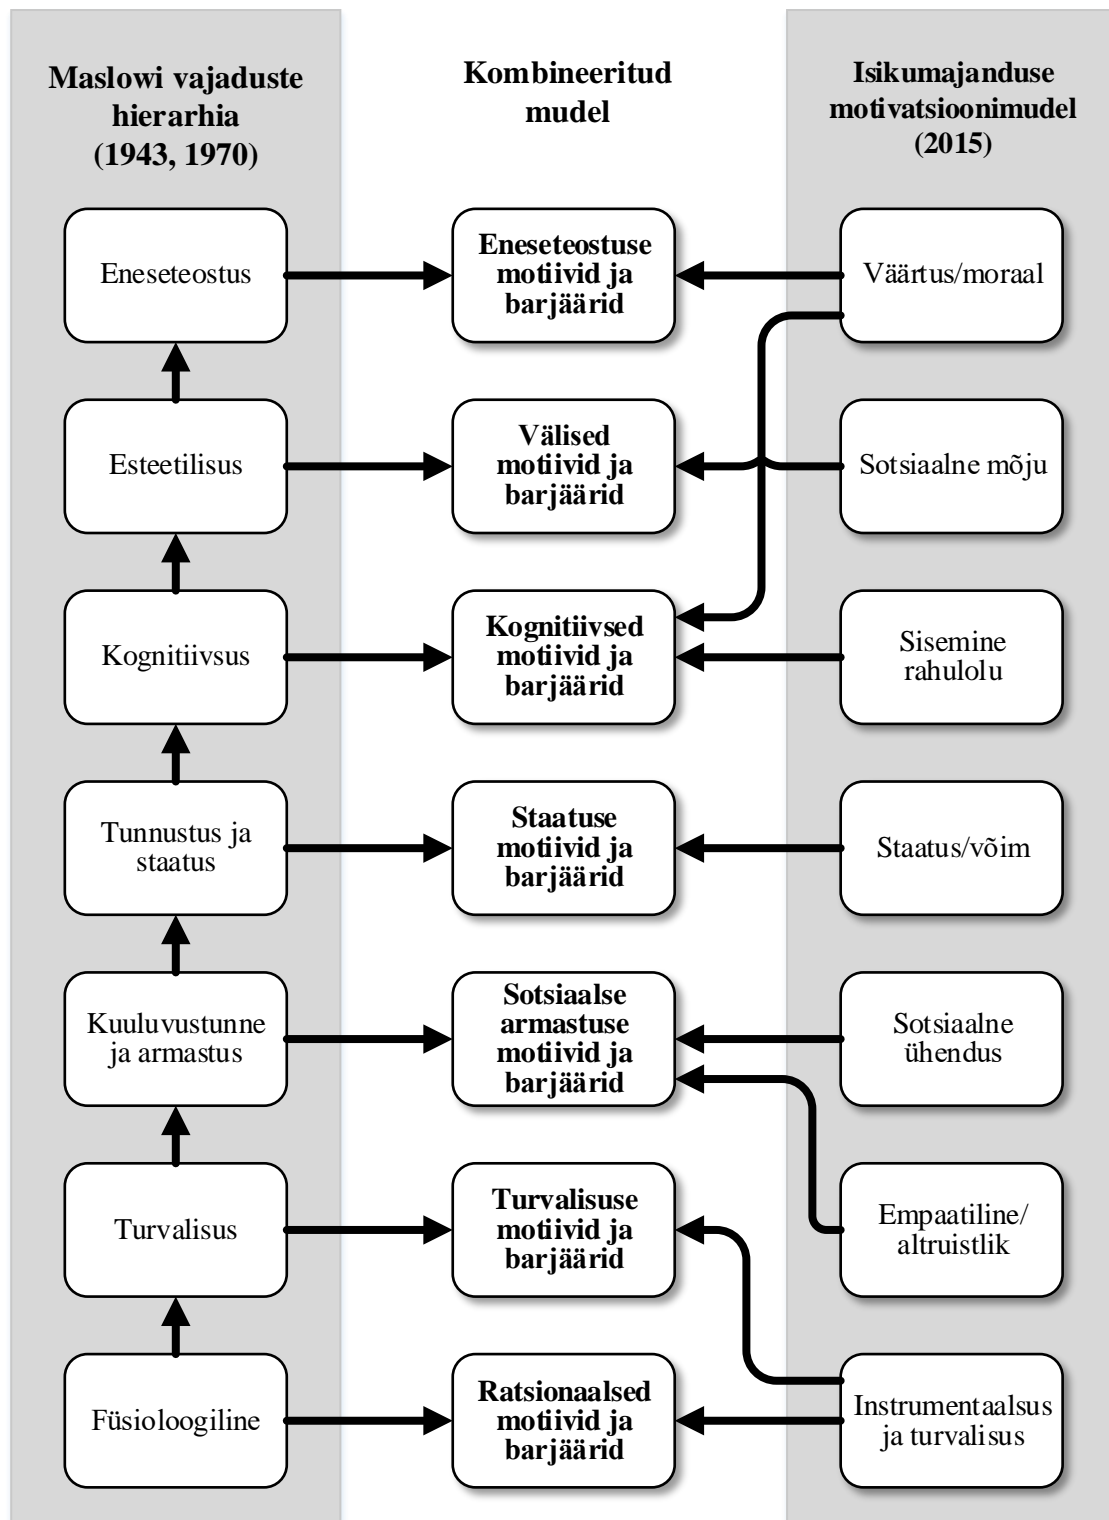 Maslowi vajaduste
hierarhia
(1943, 1970)
Kombineeritud
mudel
Isikumajanduse
motivatsioonimudel
(2015)
Eneseteostus
Eneseteostuse
motiivid ja
barjäärid
Väärtus/moraal
Esteetilisus
Välised
motiivid ja
barjäärid
Sotsiaalne mõju
Kognitiivsus
Kognitiivsed
motiivid ja
barjäärid
Sisemine
rahulolu
Tunnustus ja
staatus
Staatuse
motiivid ja
barjäärid
Staatus/võim
Kuuluvustunne
ja armastus
Sotsiaalse
armastuse
motiivid ja
barjäärid
Sotsiaalne
ühendus
Turvalisus
Turvalisuse
motiivid ja
barjäärid
Empaatiline/
altruistlik
Füsioloogiline
Ratsionaalsed
motiivid ja
barjäärid
Instrumentaalsus
ja turvalisus